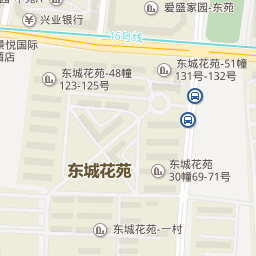 爱盛家园-东苑
兴业银行
16号线
景悦国际
酒店
东城花苑-48幢
123-125号
东城花苑-51幢
131号-132号
东城花苑
东城花苑
30幢69-71号
东城花苑-一村